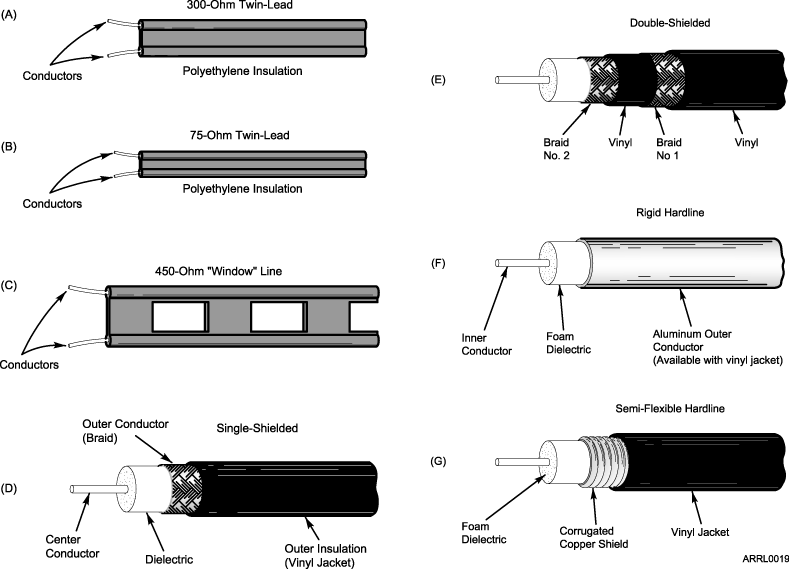 (A)
300-Ohm Twin-Lead
Conductors
Polyethylene Insulation
(B)
75-Ohm Twin-Lead
Conductors
Polyethylene Insulation
(C)
450-Ohm "Window" Line
Conductors
(D)
Outer Conductor
(Braid)
Single-Shielded
Center
Conductor
Dielectric
Outer Insulation
(Vinyl Jacket)
Double-Shielded
(E)
Braid
No. 2
Vinyl
Braid
No 1
Vinyl
Rigid Hardline
(F)
Inner
Conductor
Foam
Dielectric
Aluminum Outer
Conductor
(Available with vinyl jacket)
Semi-Flexible Hardline
(G)
Foam
Dielectric
Corrugated
Copper Shield
Vinyl Jacket
ARRL0019